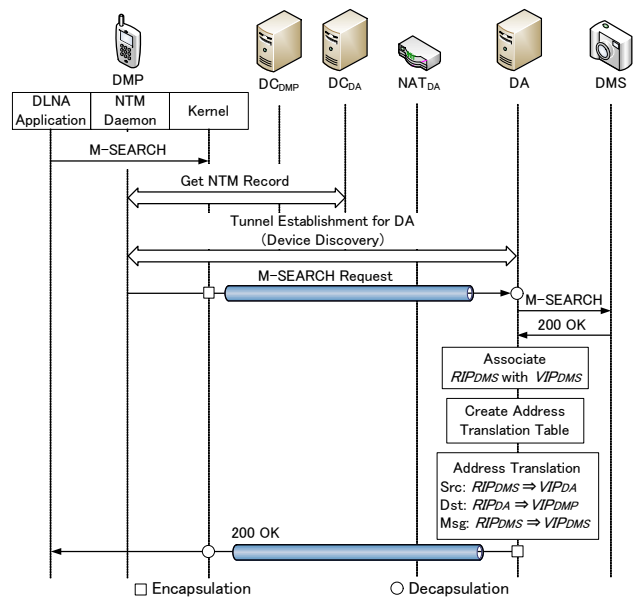 DMP
DC_DMP
DC_DA
NAT_DA
DA
DMS
DLNA
Application
NTM
Daemon
Kernel
M-SEARCH
Get NTM Record
Tunnel Establishment for DA
(Device Discovery)
M-SEARCH Request
M-SEARCH
200 OK
Associate
RIPDMS with VIPDMS
Create Address
Translation Table
Address Translation
Src: RIPDMS ⇒ VIPDA
Dst: RIPDA ⇒ VIPDMP
Msg: RIPDMS ⇒ VIPDMS
200 OK
Encapsulation
Decapsulation